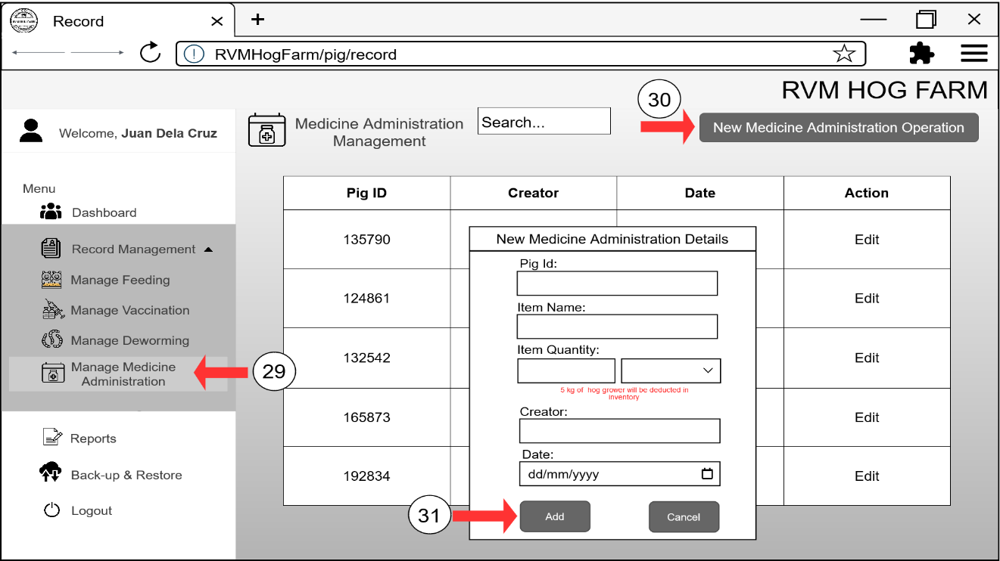 Record
RVMHogFarm/pig/record
RVM HOG FARM
30
Welcome, Juan Dela Cruz
Medicine Administration
Management
Search...
New Medicine Administration Operation
Menu
Dashboard
Record Management
Manage Feeding
Manage Vaccination
Manage Deworming
Manage Medicine
Administration
29
Reports
Back-up & Restore
Logout
Pig ID Creator Date Action
135790 Edit
124861 Edit
132542 Edit
165873 Edit
192834 Edit
New Medicine Administration Details
Pig Id:
Item Name:
Item Quantity:
5 kg of hog grower will be deducted in
inventory
Creator:
Date:
dd/mm/yyyy
31
Add Cancel